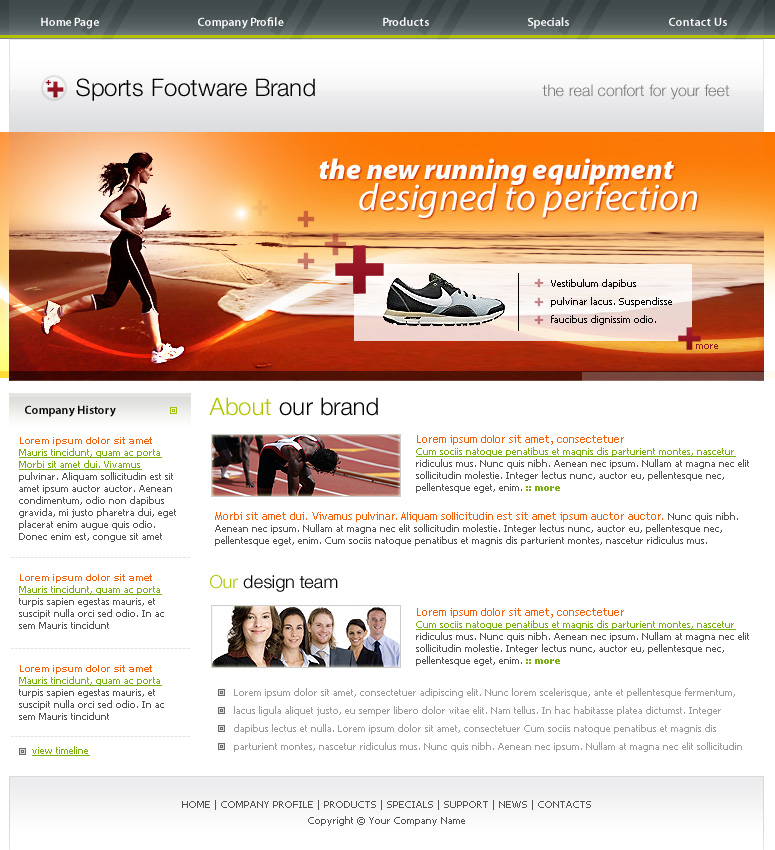 Home Page Company Profile Products Specials Contact Us
Sports Footware Brand
the real confort for your feet
the new running equipment
designed to perfection
Vestibulum dapibus
pulvinar lacus. Suspendisse
faucibus dignissim odio.
more
Company History
Lorem ipsum dolor sit amet
Mauris tincidunt, quam ac porta
Morbi sit amet dui. Vivamus
pulvinar. Aliquam sollicitudin est sit
amet ipsum auctor auctor. Aenean
condimentum, odio non dapibus
gravida, mi justo pharetra dui, eget
placerat enim augue quis odio.
Donec enim est, congue sit amet
Lorem ipsum dolor sit amet
Mauris tincidunt, quam ac porta
turpis sapien egestas mauris, et
suscipit nulla orci sed odio. In ac
sem Mauris tincidunt
Lorem ipsum dolor sit amet
Mauris tincidunt, quam ac porta
turpis sapien egestas mauris, et
suscipit nulla orci sed odio. In ac
sem Mauris tincidunt
view timeline
About our brand
Lorem ipsum dolor sit amet, consectetuer
Cum sociis natoque penatibus et magnis dis parturient montes, nascetur
ridiculus mus. Nunc quis nibh. Aenean nec ipsum. Nullam at magna nec elit
sollicitudin molestie. Integer lectus nunc, auctor eu, pellentesque nec,
pellentesque eget, enim. :: more
Morbi sit amet dui. Vivamus pulvinar. Aliquam sollicitudin est sit amet ipsum auctor auctor. Nunc quis nibh.
Aenean nec ipsum. Nullam at magna nec elit sollicitudin molestie. Integer lectus nunc, auctor eu, pellentesque nec,
pellentesque eget, enim. Cum sociis natoque penatibus et magnis dis parturient montes, nascetur ridiculus mus.
Our design team
Lorem ipsum dolor sit amet, consectetuer
Cum sociis natoque penatibus et magnis dis parturient montes, nascetur
ridiculus mus. Nunc quis nibh. Aenean nec ipsum. Nullam at magna nec elit
sollicitudin molestie. Integer lectus nunc, auctor eu, pellentesque nec,
pellentesque eget, enim. :: more
Lorem ipsum dolor sit amet, consectetuer adipiscing elit. Nunc lorem scelerisque, ante et pellentesque fermentum,
lacus ligula aliquet justo, eu semper libero dolor vitae elit. Nam tellus. In hac habitasse platea dictumst. Integer
dapibus lectus et nulla. Lorem ipsum dolor sit amet, consectetuer Cum sociis natoque penatibus et magnis dis
parturient montes, nascetur ridiculus mus. Nunc quis nibh. Aenean nec ipsum. Nullam at magna nec elit sollicitudin
HOME | COMPANY PROFILE | PRODUCTS | SPECIALS | SUPPORT | NEWS | CONTACTS
Copyright © Your Company Name